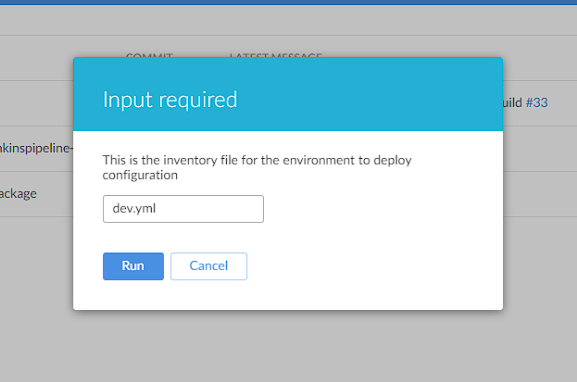 COMMIT LATEST MESSAGE
Input required
uild #33
This is the inventory file for the environment to deploy
configuration
nkinspipeline-
ackage
dev.yml
Run Cancel